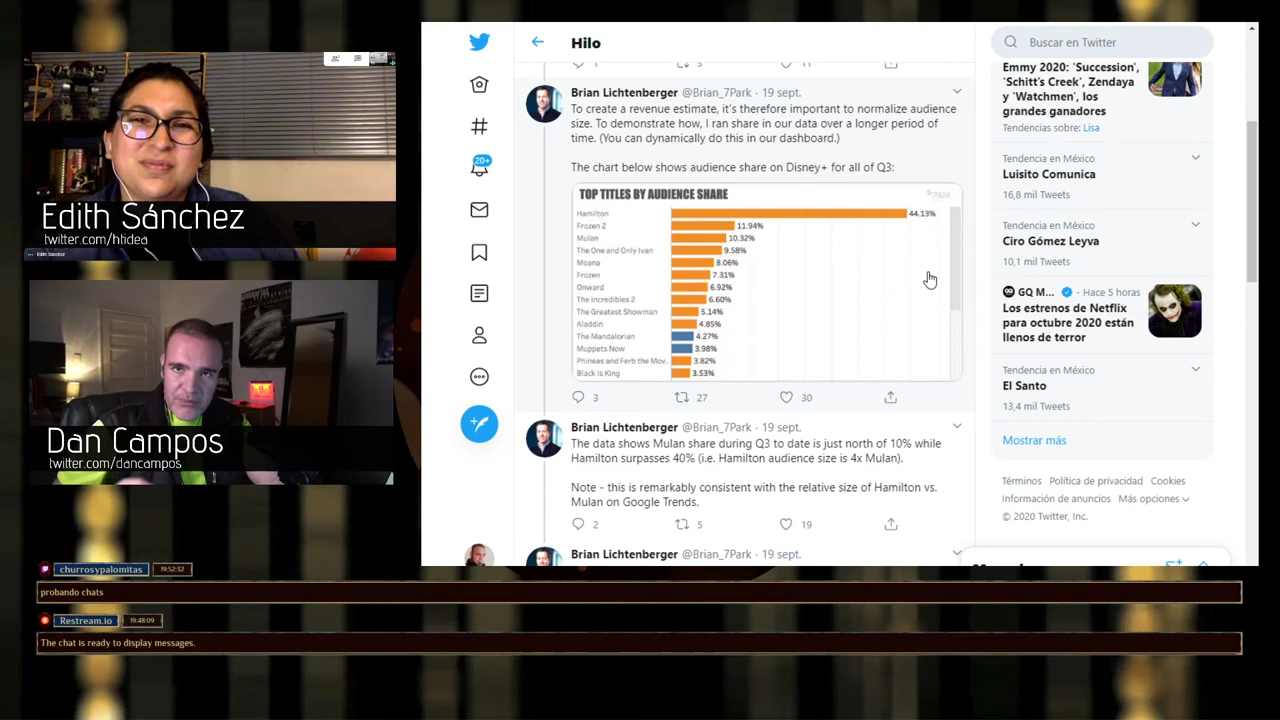 Edith Sánchez
twitter.com/htidea
Edith Sánchez
Dan Campos
twitter.com/dancampos
churrosypalomitas
19:52:32
probando chats
Restream.io
19:48:09
The chat is ready to display messages.
Hilo
Brian Lichtenberger @Brian_7Park · 19 sept.
To create a revenue estimate, it's therefore important to normalize audience
size. To demonstrate how, I ran share in our data over a longer period of
time. (You can dynamically do this in our dashboard.)
The chart below shows audience share on Disney+ for all of Q3:
TOP TITLES BY AUDIENCE SHARE
Hamilton 44.13%
Frozen 2 11.94%
Mulan 10.32%
The One and Only Ivan 9.58%
Moana 8.06%
Frozen 7.31%
Onward 6.92%
The Incredibles 2 6.60%
The Greatest Showman 5.14%
Aladdin 4.85%
The Mandalorian 4.27%
Muppets Now 3.98%
Phineas and Ferb the Mov.. 3.82%
Black Is King 3.53%
3 27 30
Brian Lichtenberger @Brian_7Park · 19 sept.
The data shows Mulan share during Q3 to date is just north of 10% while
Hamilton surpasses 40% (i.e. Hamilton audience size is 4x Mulan).
Note - this is remarkably consistent with the relative size of Hamilton vs.
Mulan on Google Trends.
2 5 19
Brian Lichtenberger @Brian_7Park · 19 sept.
20+
Buscar en Twitter
Emmy 2020: 'Succession',
'Schitt's Creek', Zendaya
y 'Watchmen', los
grandes ganadores
Tendencias sobre: Lisa
Tendencia en México
Luisito Comunica
16,8 mil Tweets
Tendencia en México
Ciro Gómez Leyva
10,1 mil Tweets
GQ M... · Hace 5 horas
Los estrenos de Netflix
para octubre 2020 están
llenos de terror
Tendencia en México
El Santo
13,4 mil Tweets
Mostrar más
Términos Política de privacidad Cookies
Información de anuncios Más opciones
© 2020 Twitter, Inc.